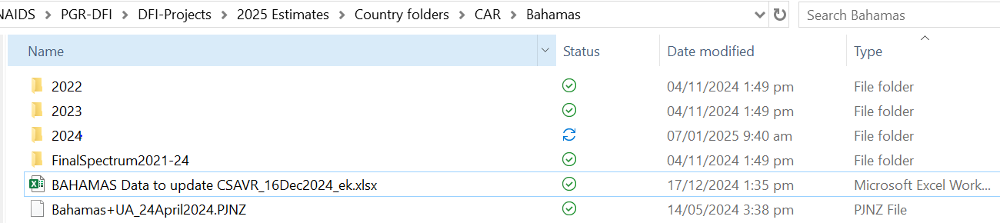 NAIDS > PGR-DFI > DFI-Projects > 2025 Estimates > Country folders > CAR > Bahamas Search Bahamas
Name Status Date modified Type
2022 04/11/2024 1:49 pm File folder
2023 04/11/2024 1:49 pm File folder
2024 07/01/2025 9:40 am File folder
FinalSpectrum2021-24 04/11/2024 1:49 pm File folder
BAHAMAS Data to update CSAVR_16Dec2024_ek.xlsx 17/12/2024 1:35 pm Microsoft Excel Work...
Bahamas+UA_24April2024.PJNZ 14/05/2024 3:38 pm PJNZ File